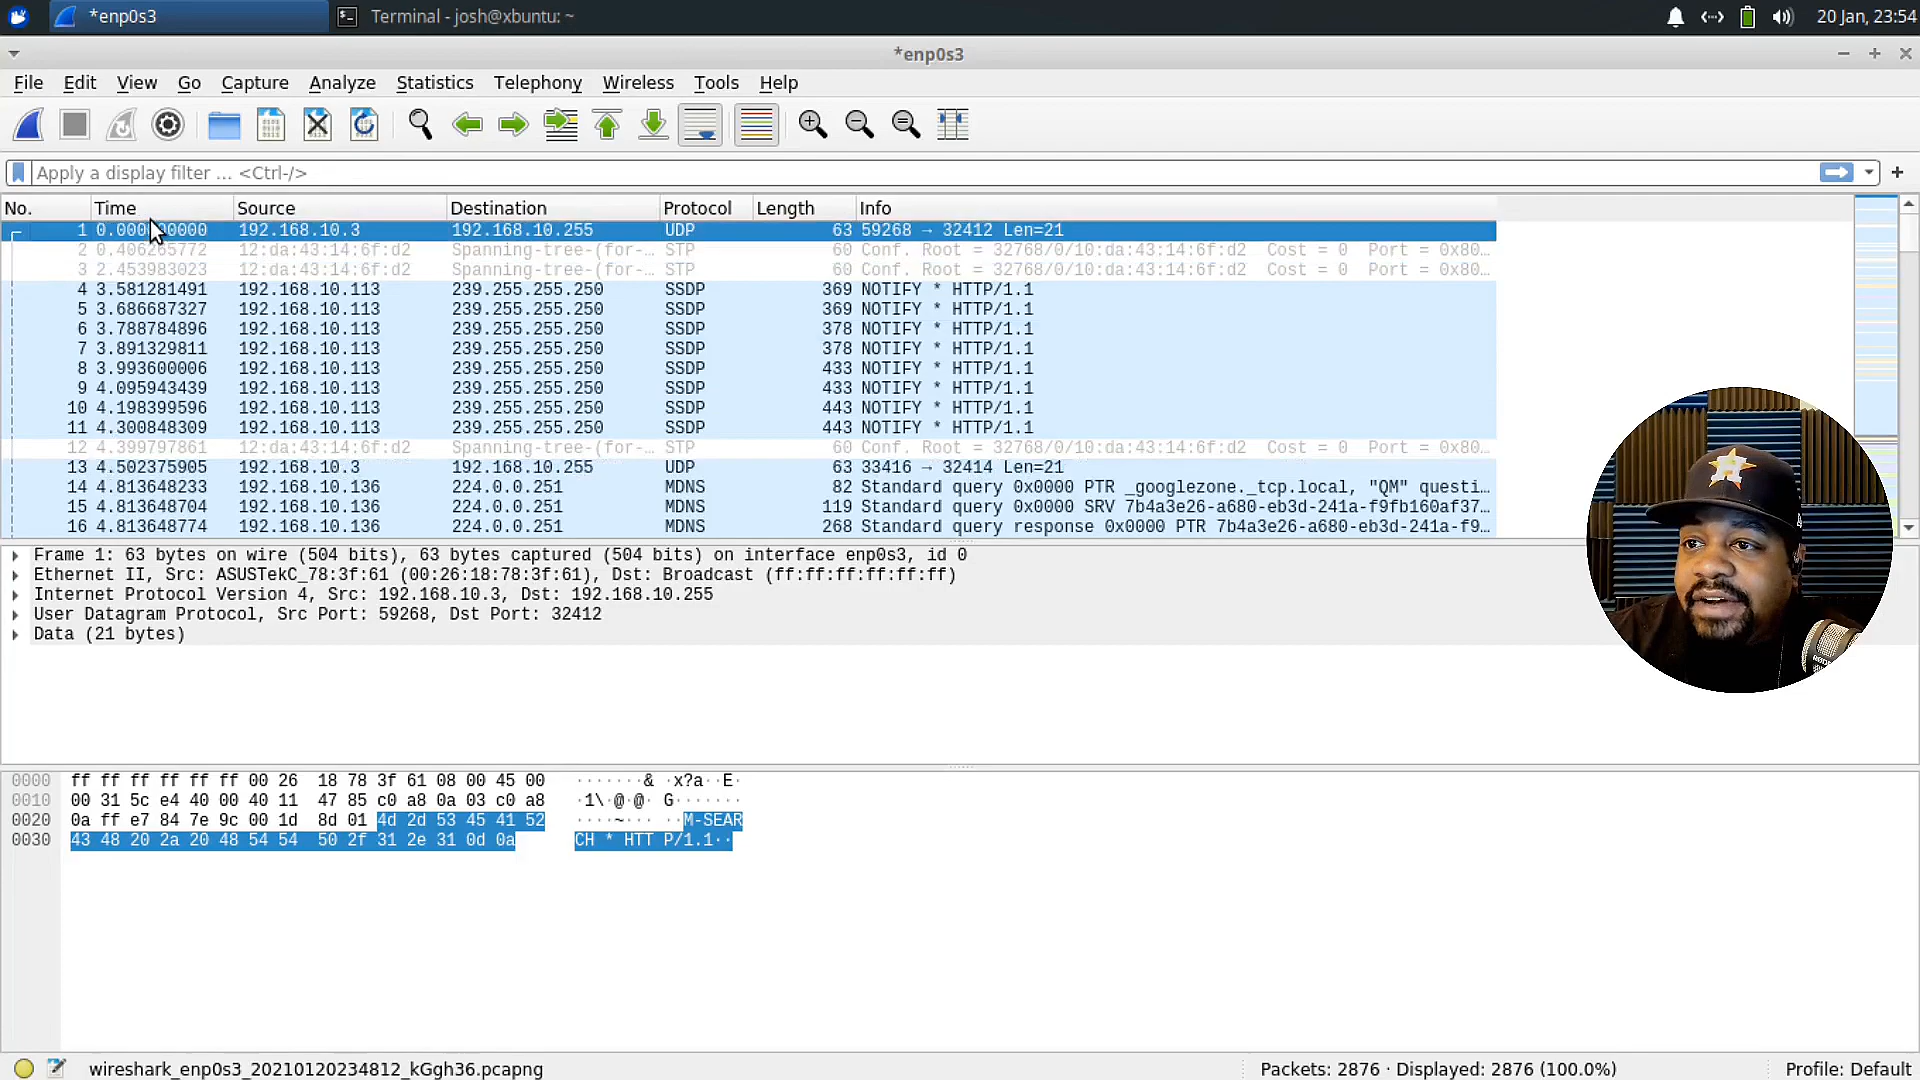 *enp0s3
Terminal - josh@xbuntu: ~
20 Jan, 23:54
*enp0s3
File Edit View Go Capture Analyze Statistics Telephony Wireless Tools Help
Apply a display filter … <Ctrl-/>
No. Time Source Destination Protocol Length Info
1 0.000000000 192.168.10.3 192.168.10.255 UDP 63 59268 → 32412 Len=21
2 0.406265772 12:da:43:14:6f:d2 Spanning-tree-(for-… STP 60 Conf. Root = 32768/0/10:da:43:14:6f:d2 Cost = 0 Port = 0x80…
3 2.453983023 12:da:43:14:6f:d2 Spanning-tree-(for-… STP 60 Conf. Root = 32768/0/10:da:43:14:6f:d2 Cost = 0 Port = 0x80…
4 3.581281491 192.168.10.113 239.255.255.250 SSDP 369 NOTIFY * HTTP/1.1
5 3.686687327 192.168.10.113 239.255.255.250 SSDP 369 NOTIFY * HTTP/1.1
6 3.788784896 192.168.10.113 239.255.255.250 SSDP 378 NOTIFY * HTTP/1.1
7 3.891329811 192.168.10.113 239.255.255.250 SSDP 378 NOTIFY * HTTP/1.1
8 3.993600006 192.168.10.113 239.255.255.250 SSDP 433 NOTIFY * HTTP/1.1
9 4.095943439 192.168.10.113 239.255.255.250 SSDP 433 NOTIFY * HTTP/1.1
10 4.198399596 192.168.10.113 239.255.255.250 SSDP 443 NOTIFY * HTTP/1.1
11 4.300848309 192.168.10.113 239.255.255.250 SSDP 443 NOTIFY * HTTP/1.1
12 4.399797861 12:da:43:14:6f:d2 Spanning-tree-(for-… STP 60 Conf. Root = 32768/0/10:da:43:14:6f:d2 Cost = 0 Port = 0x80…
13 4.502375905 192.168.10.3 192.168.10.255 UDP 63 33416 → 32414 Len=21
14 4.813648233 192.168.10.136 224.0.0.251 MDNS 82 Standard query 0x0000 PTR _googlezone._tcp.local, "QM" questi…
15 4.813648704 192.168.10.136 224.0.0.251 MDNS 119 Standard query 0x0000 SRV 7b4a3e26-a680-eb3d-241a-f9fb160af37…
16 4.813648774 192.168.10.136 224.0.0.251 MDNS 268 Standard query response 0x0000 PTR 7b4a3e26-a680-eb3d-241a-f9…
Frame 1: 63 bytes on wire (504 bits), 63 bytes captured (504 bits) on interface enp0s3, id 0
Ethernet II, Src: ASUSTekC_78:3f:61 (00:26:18:78:3f:61), Dst: Broadcast (ff:ff:ff:ff:ff:ff)
Internet Protocol Version 4, Src: 192.168.10.3, Dst: 192.168.10.255
User Datagram Protocol, Src Port: 59268, Dst Port: 32412
Data (21 bytes)
0000 ff ff ff ff ff ff 00 26 18 78 3f 61 08 00 45 00 ·······& ·x?a··E·
0010 00 31 5c e4 40 00 40 11 47 85 c0 a8 0a 03 c0 a8 ·1\·@·@· G·······
0020 0a ff e7 84 7e 9c 00 1d 8d 01 4d 2d 53 45 41 52 ····~··· ··M-SEAR
0030 43 48 20 2a 20 48 54 54 50 2f 31 2e 31 0d 0a CH * HTT P/1.1··
wireshark_enp0s3_20210120234812_kGgh36.pcapng
Packets: 2876 · Displayed: 2876 (100.0%)
Profile: Default